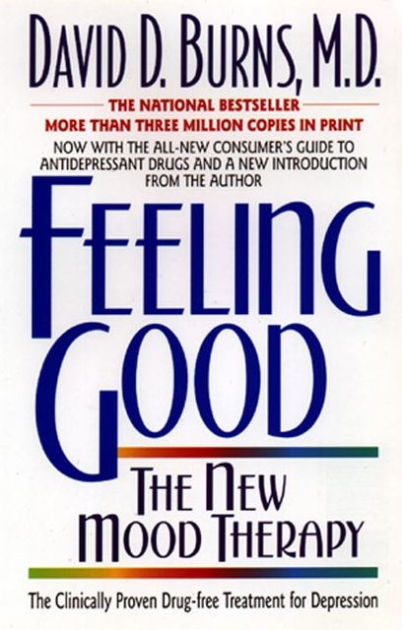 DAVID D. BURNS, M.D.
THE NATIONAL BESTSELLER
MORE THAN THREE MILLION COPIES IN PRINT
NOW WITH THE ALL-NEW CONSUMER'S GUIDE TO
ANTIDEPRESSANT DRUGS AND A NEW INTRODUCTION
FROM THE AUTHOR
FEELING
GOOD
THE NEW
MOOD THERAPY
The Clinically Proven Drug-free Treatment for Depression